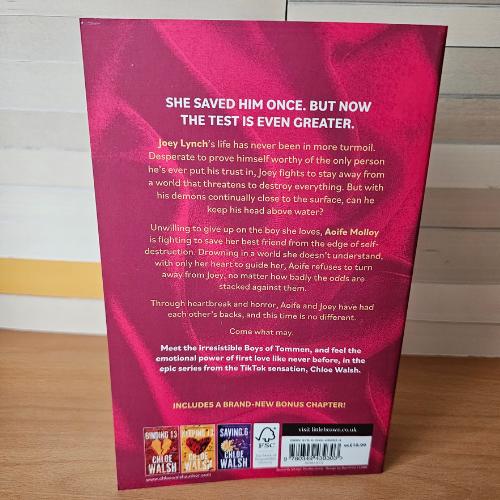 SHE SAVED HIM ONCE. BUT NOW
THE TEST IS EVEN GREATER.
Joey Lynch's life has never been in more turmoil.
Desperate to prove himself worthy of the only person
he's ever put his trust in, Joey fights to stay away from
a world that threatens to destroy everything. But with
his demons continually close to the surface, can he
keep his head above water?
Unwilling to give up on the boy she loves, Aoife Molloy
is fighting to save her best friend from the edge of self-
destruction. Drowning in a world she doesn't understand,
with only her heart to guide her, Aoife refuses to turn
away from Joey, no matter how badly the odds are
stacked against them.
Through heartbreak and horror, Aoife and Joey have had
each other's backs, and this time is no different.
Come what may.
Meet the irresistible Boys of Tommen, and feel the
emotional power of first love like never before, in the
epic series from the TikTok sensation, Chloe Walsh.
INCLUDES A BRAND-NEW BONUS CHAPTER!
BINDING 13
CHLOE
WALSH
KEEPING 13
CHLOE
WALSH
SAVING 6
CHLOE
WALSH
FSC
visit littlebrown.co.uk